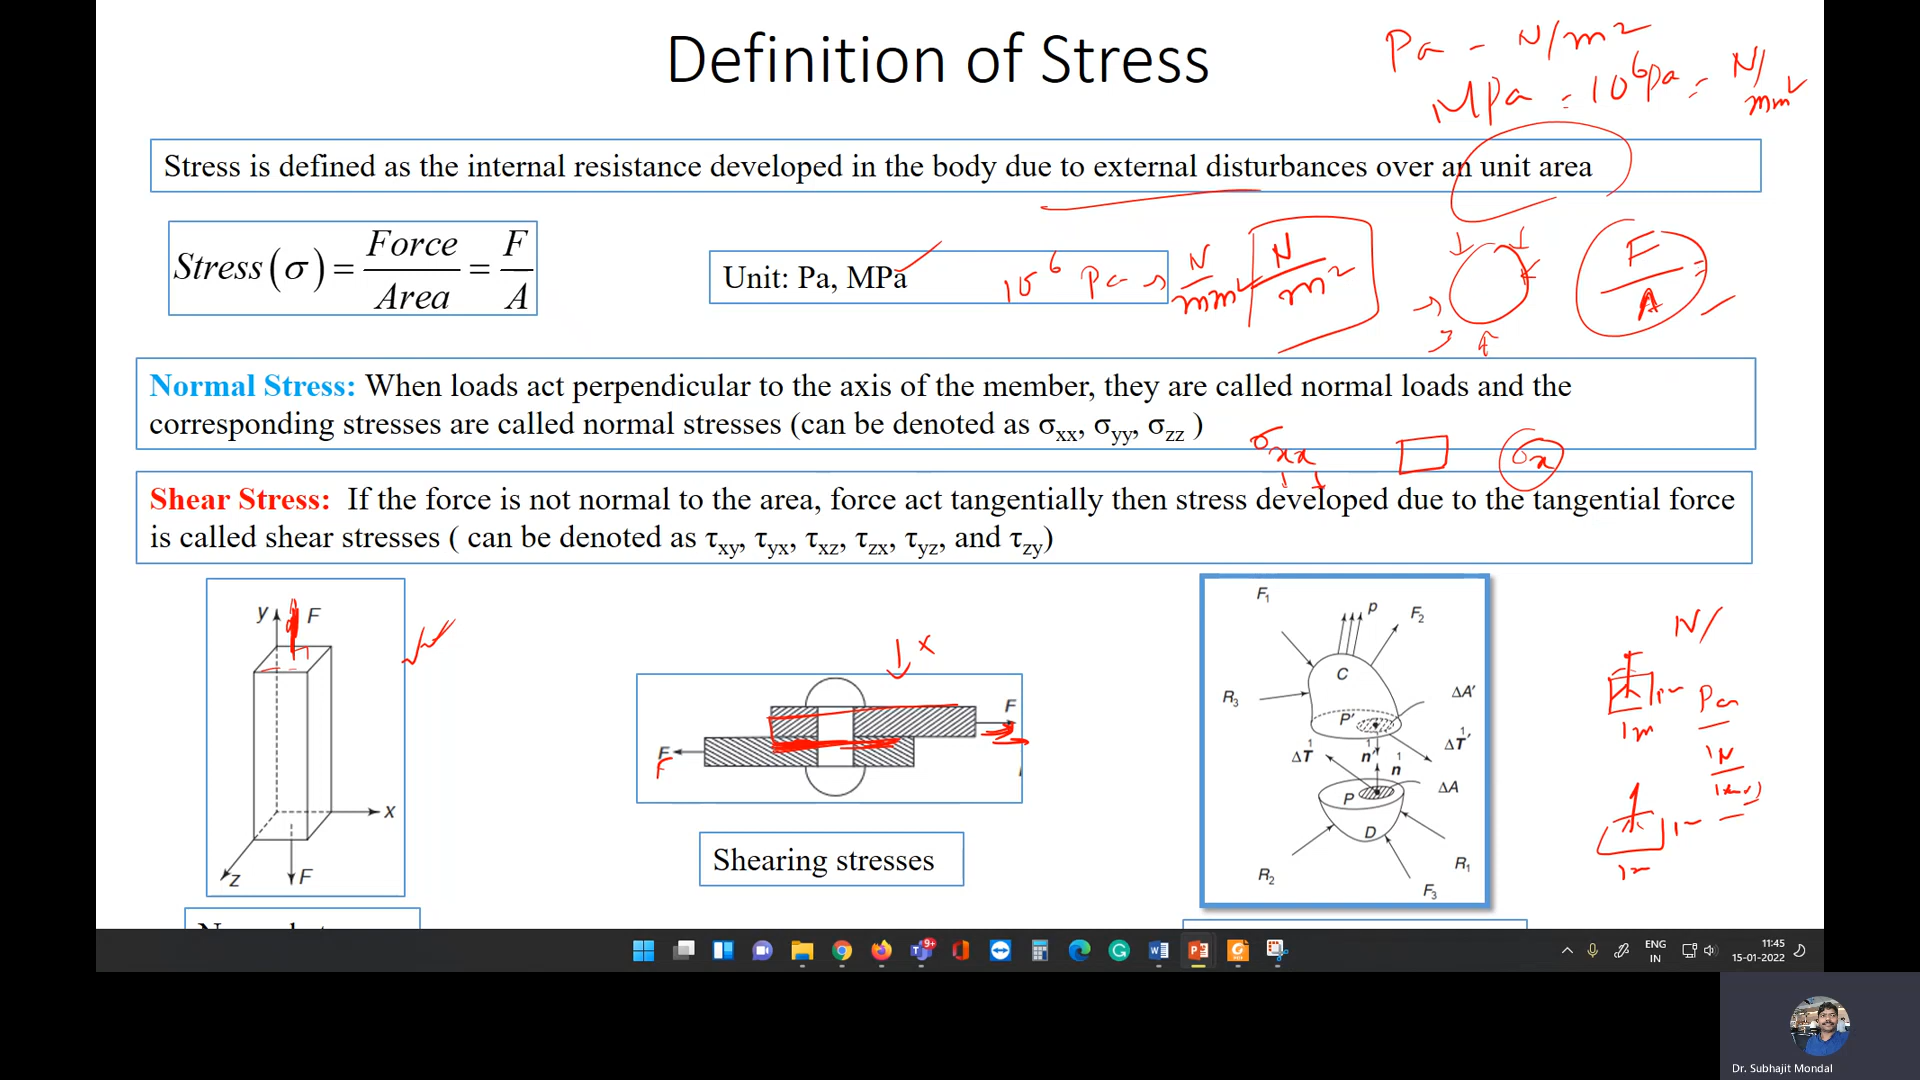 Definition of Stress
Pa - N/m²
MPa = 10⁶ Pa = N/mm²
Stress is defined as the internal resistance developed in the body due to external disturbances over an unit area
Stress(σ) = Force/Area = F/A
Unit: Pa, MPa
10⁶ Pa → N/mm²
N/m²
F/A =
Normal Stress: When loads act perpendicular to the axis of the member, they are called normal loads and the
corresponding stresses are called normal stresses (can be denoted as σxx, σyy, σzz )
σxx
σx
Shear Stress: If the force is not normal to the area, force act tangentially then stress developed due to the tangential force
is called shear stresses ( can be denoted as τxy, τyx, τxz, τzx, τyz, and τzy)
y F
x
z F
x
F
F
F
Shearing stresses
F₁ p F₂
C
R₃ ΔA'
P'
ΔT n' ΔT'
n
P ΔA
D
R₂ R₁
F₃
N/
Pa
1m
1N
9+
ENG
IN
11:45
15-01-2022
Dr. Subhajit Mondal